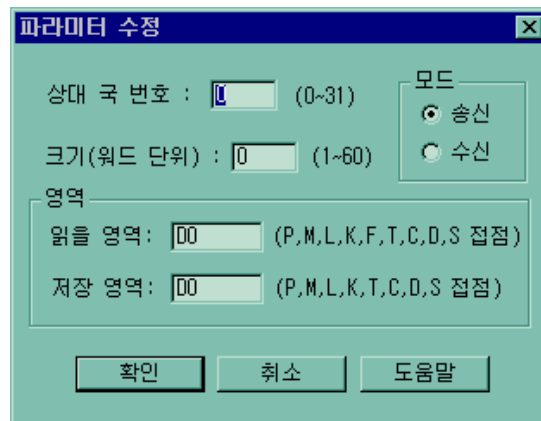 파라미터 수정
상대 국 번호 : 0 (0~31)
모드
송신
수신
크기(워드 단위) : 0 (1~60)
영역
읽을 영역: D0 (P,M,L,K,F,T,C,D,S 접점)
저장 영역: D0 (P,M,L,K,T,C,D,S 접점)
확인 취소 도움말